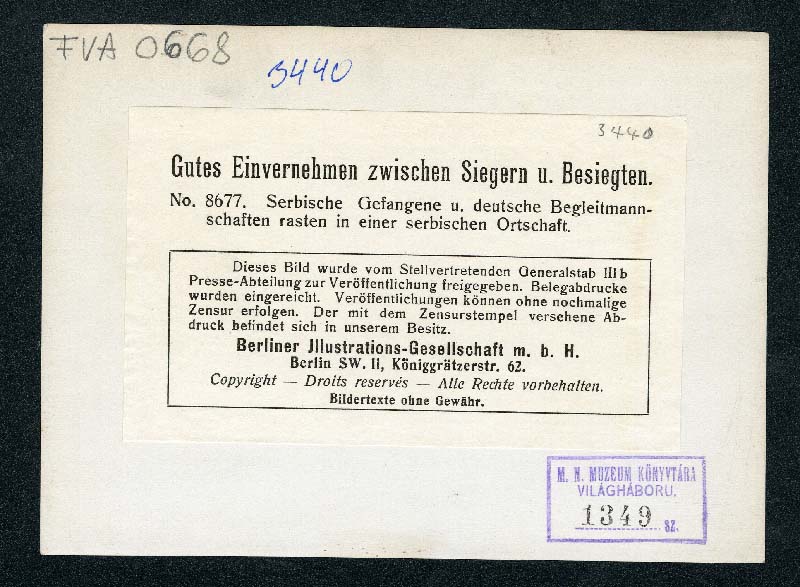 FVA 0668
3440
3440
Gutes Einvernehmen zwischen Siegern u. Besiegten.
No. 8677. Serbische Gefangene u. deutsche Begleitmann-
schaften rasten in einer serbischen Ortschaft.
Dieses Bild wurde vom Stellvertretenden Generalstab III b
Presse-Abteilung zur Veröffentlichung freigegeben. Belegabdrucke
wurden eingereicht. Veröffentlichungen können ohne nochmalige
Zensur erfolgen. Der mit dem Zensurstempel versehene Ab-
druck befindet sich in unserem Besitz.
Berliner Jllustrations-Gesellschaft m. b. H.
Berlin SW. 11, Königgrätzerstr. 62.
Copyright — Droits reservés — Alle Rechte vorbehalten.
Bildertexte ohne Gewähr.
M. N. MUZEUM KÖNYVTÁRA
VILÁGHÁBORU.
1349 SZ.